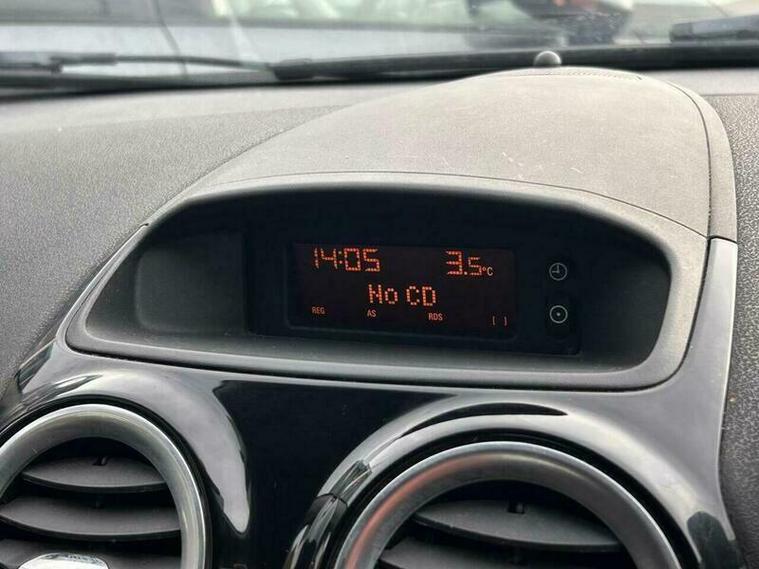 14:05 3.5°C
No CD
REG AS RDS [ ]